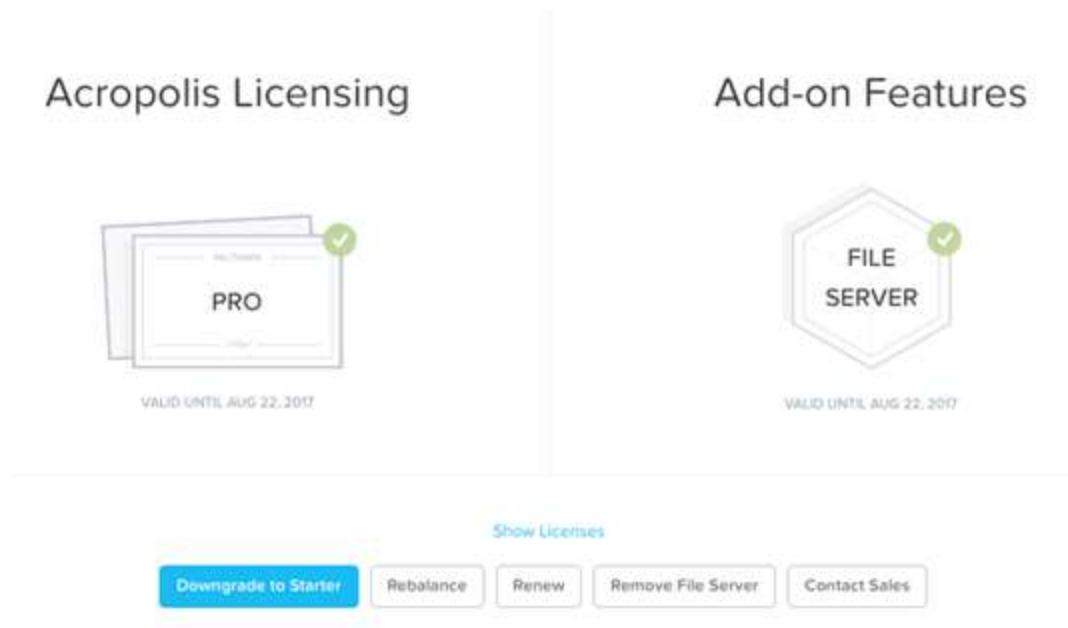 Acropolis Licensing
Add-on Features
PRO
VALID UNTIL AUG 22, 2017
FILE
SERVER
VALID UNTIL AUG 22, 2017
Show Licenses
Downgrade to Starter
Rebalance
Renew
Remove File Server
Contact Sales